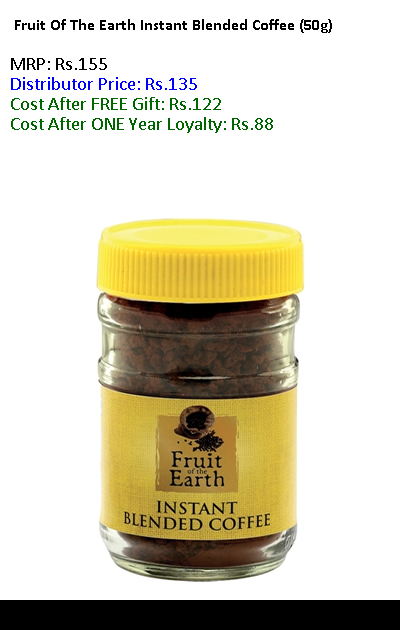 Fruit Of The Earth Instant Blended Coffee (50g)
MRP: Rs.155
Distributor Price: Rs.135
Cost After FREE Gift: Rs.122
Cost After ONE Year Loyalty: Rs.88
Fruit
of the
Earth
INSTANT
BLENDED COFFEE